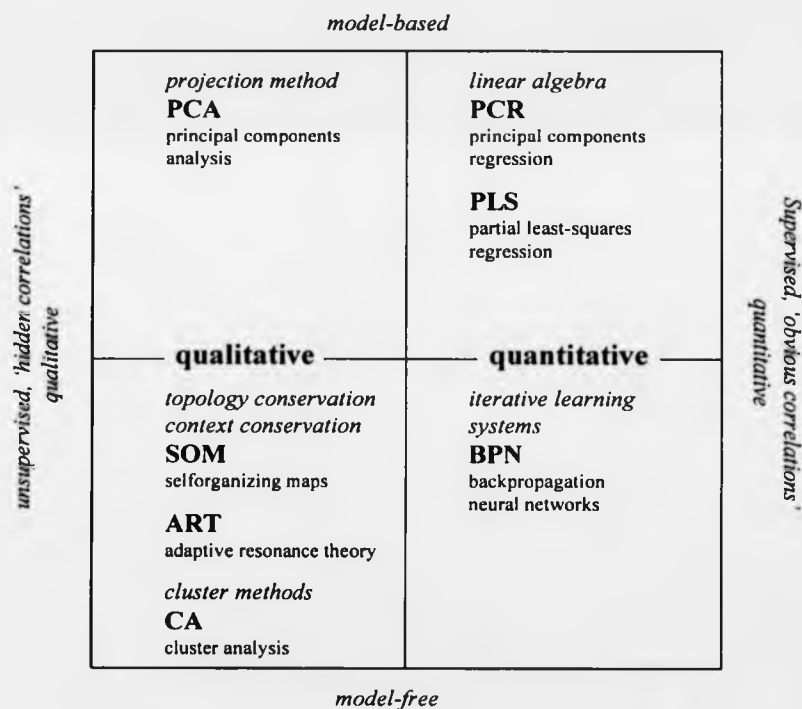 model-based
projection method
PCA
principal components
analysis
linear algebra
PCR
principal components
regression
PLS
partial least-squares
regression
unsupervised, 'hidden correlations'
qualitative
Supervised, 'obvious correlations'
quantitative
qualitative
quantitative
topology conservation
context conservation
SOM
selforganizing maps
ART
adaptive resonance theory
cluster methods
CA
cluster analysis
iterative learning
systems
BPN
backpropagation
neural networks
model-free